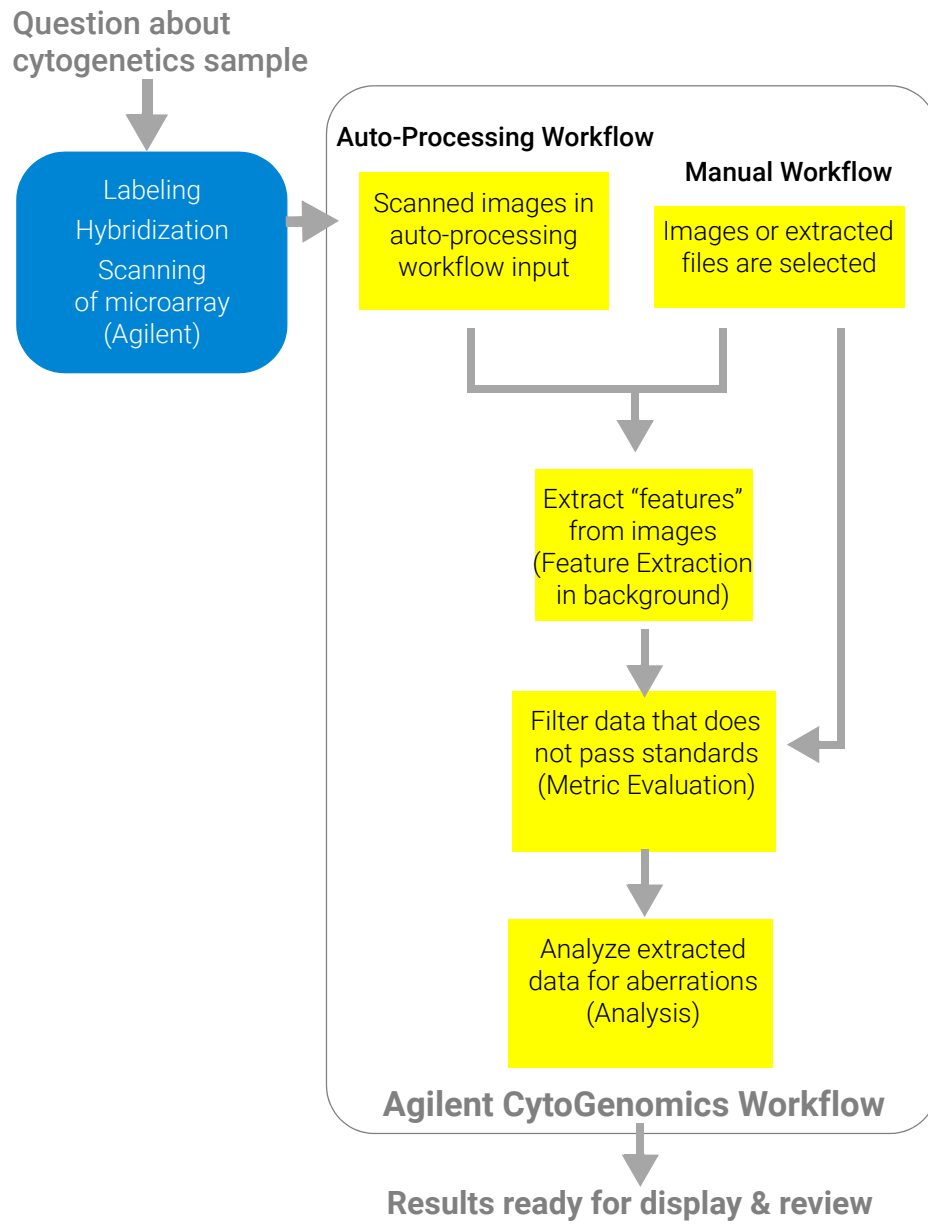 Question about
cytogenetics sample
Labeling
Hybridization
Scanning
of microarray
(Agilent)
Auto-Processing Workflow
Scanned images in
auto-processing
workflow input
Manual Workflow
Images or extracted
files are selected
Extract “features”
from images
(Feature Extraction
in background)
Filter data that does
not pass standards
(Metric Evaluation)
Analyze extracted
data for aberrations
(Analysis)
Agilent CytoGenomics Workflow
Results ready for display & review